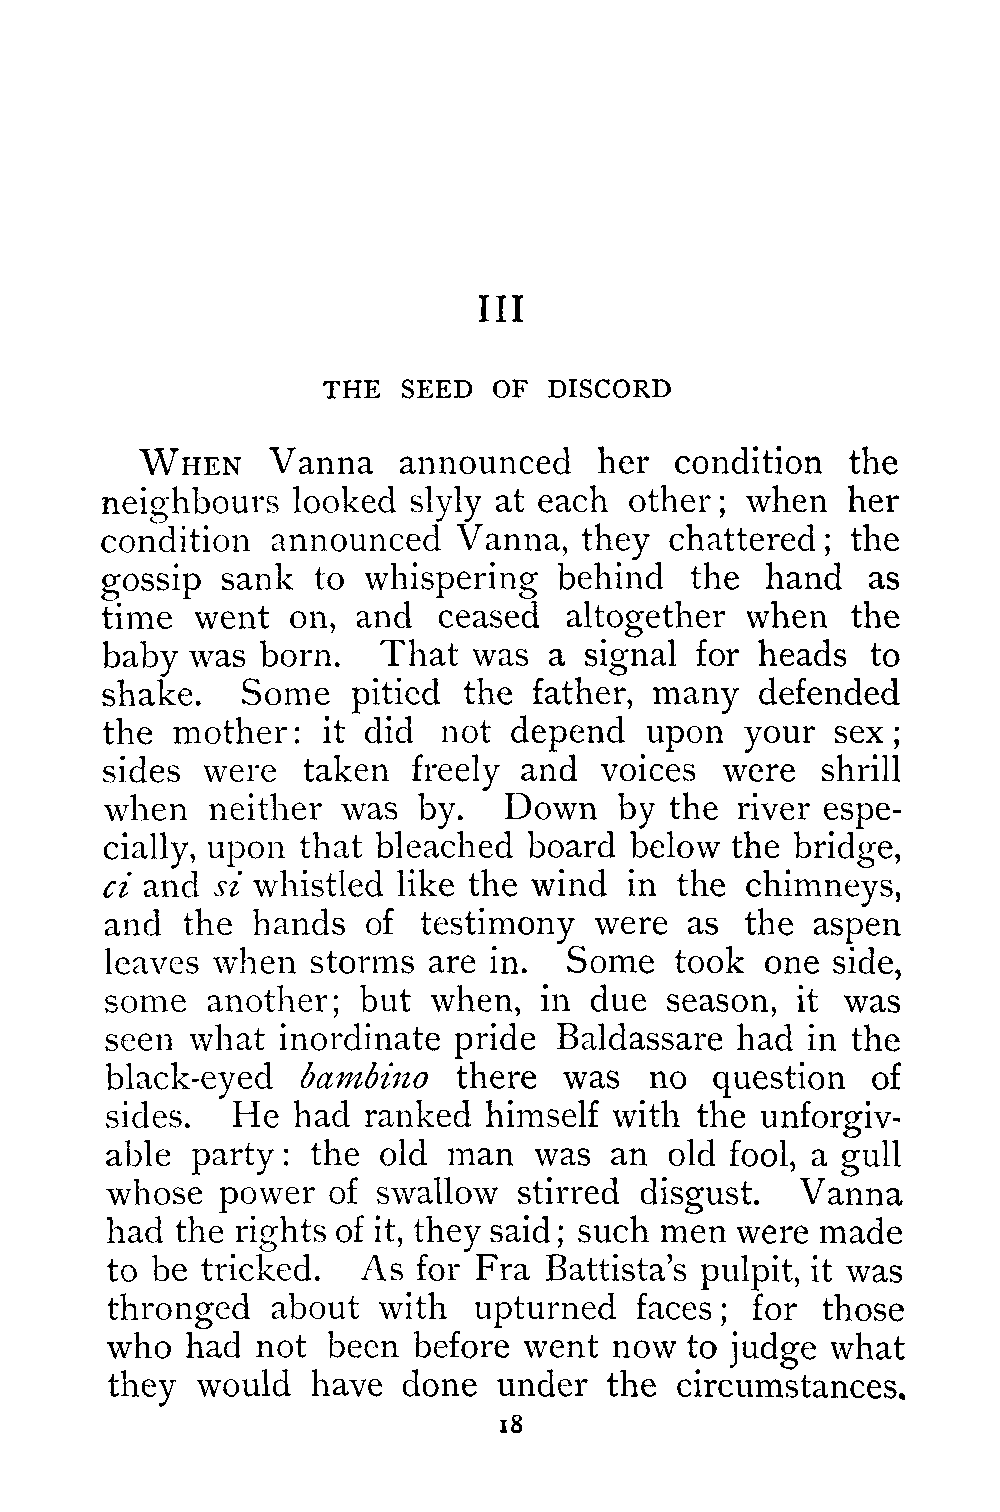 III
THE SEED OF DISCORD
WHEN Vanna announced her condition the
neighbours looked slyly at each other; when her
condition announced Vanna, they chattered; the
gossip sank to whispering behind the hand as
time went on, and ceased altogether when the
baby was born. That was a signal for heads to
shake. Some pitied the father, many defended
the mother: it did not depend upon your sex;
sides were taken freely and voices were shrill
when neither was by. Down by the river espe-
cially, upon that bleached board below the bridge,
ci and si whistled like the wind in the chimneys,
and the hands of testimony were as the aspen
leaves when storms are in. Some took one side,
some another; but when, in due season, it was
seen what inordinate pride Baldassare had in the
black-eyed bambino there was no question of
sides. He had ranked himself with the unforgiv-
able party: the old man was an old fool, a gull
whose power of swallow stirred disgust. Vanna
had the rights of it, they said; such men were made
to be tricked. As for Fra Battista's pulpit, it was
thronged about with upturned faces; for those
who had not been before went now to judge what
they would have done under the circumstances.
18